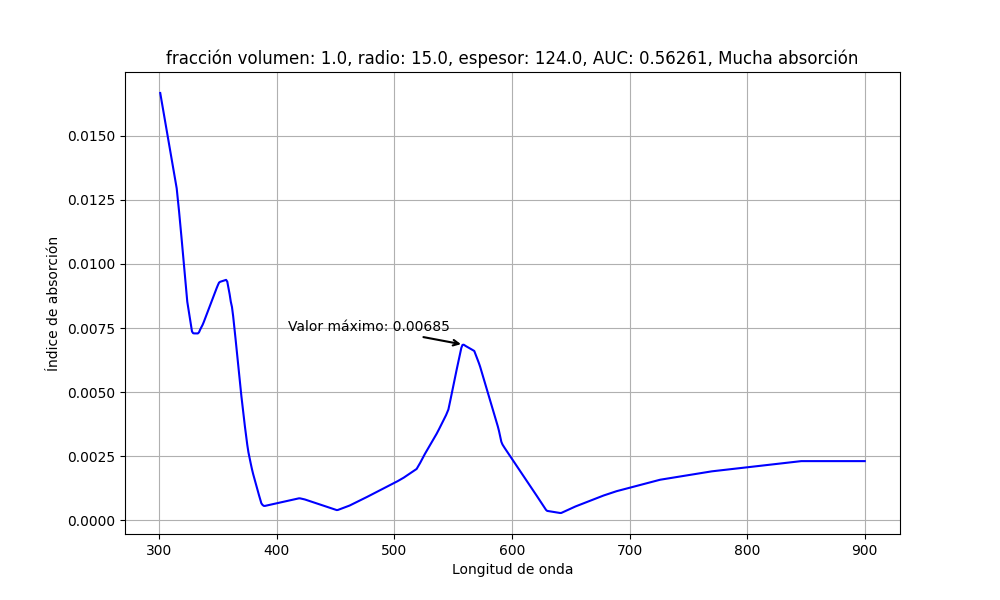 fracción volumen: 1.0, radio: 15.0, espesor: 124.0, AUC: 0.56261, Mucha absorción
Índice de absorción
0.0150
0.0125
0.0100
0.0075
0.0050
0.0025
0.0000
Valor máximo: 0.00685
300 400 500 600 700 800 900
Longitud de onda